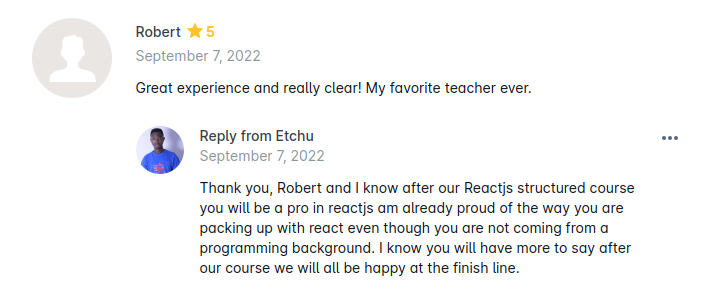 Robert ⭐ 5
September 7, 2022
Great experience and really clear! My favorite teacher ever.
Reply from Etchu
September 7, 2022
Thank you, Robert and I know after our Reactjs structured course
you will be a pro in reactjs am already proud of the way you are
packing up with react even though you are not coming from a
programming background. I know you will have more to say after
our course we will all be happy at the finish line.